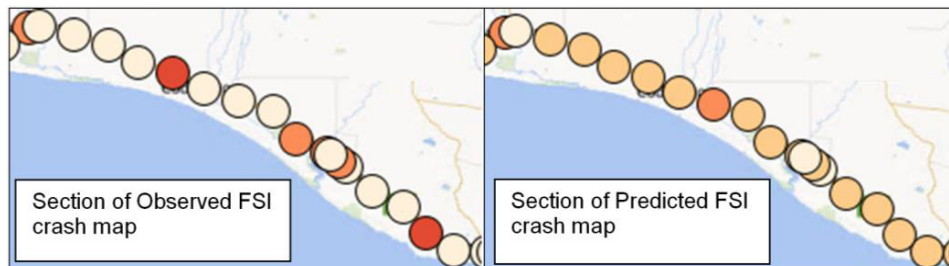 Section of Observed FSI
crash map
Section of Predicted FSI
crash map